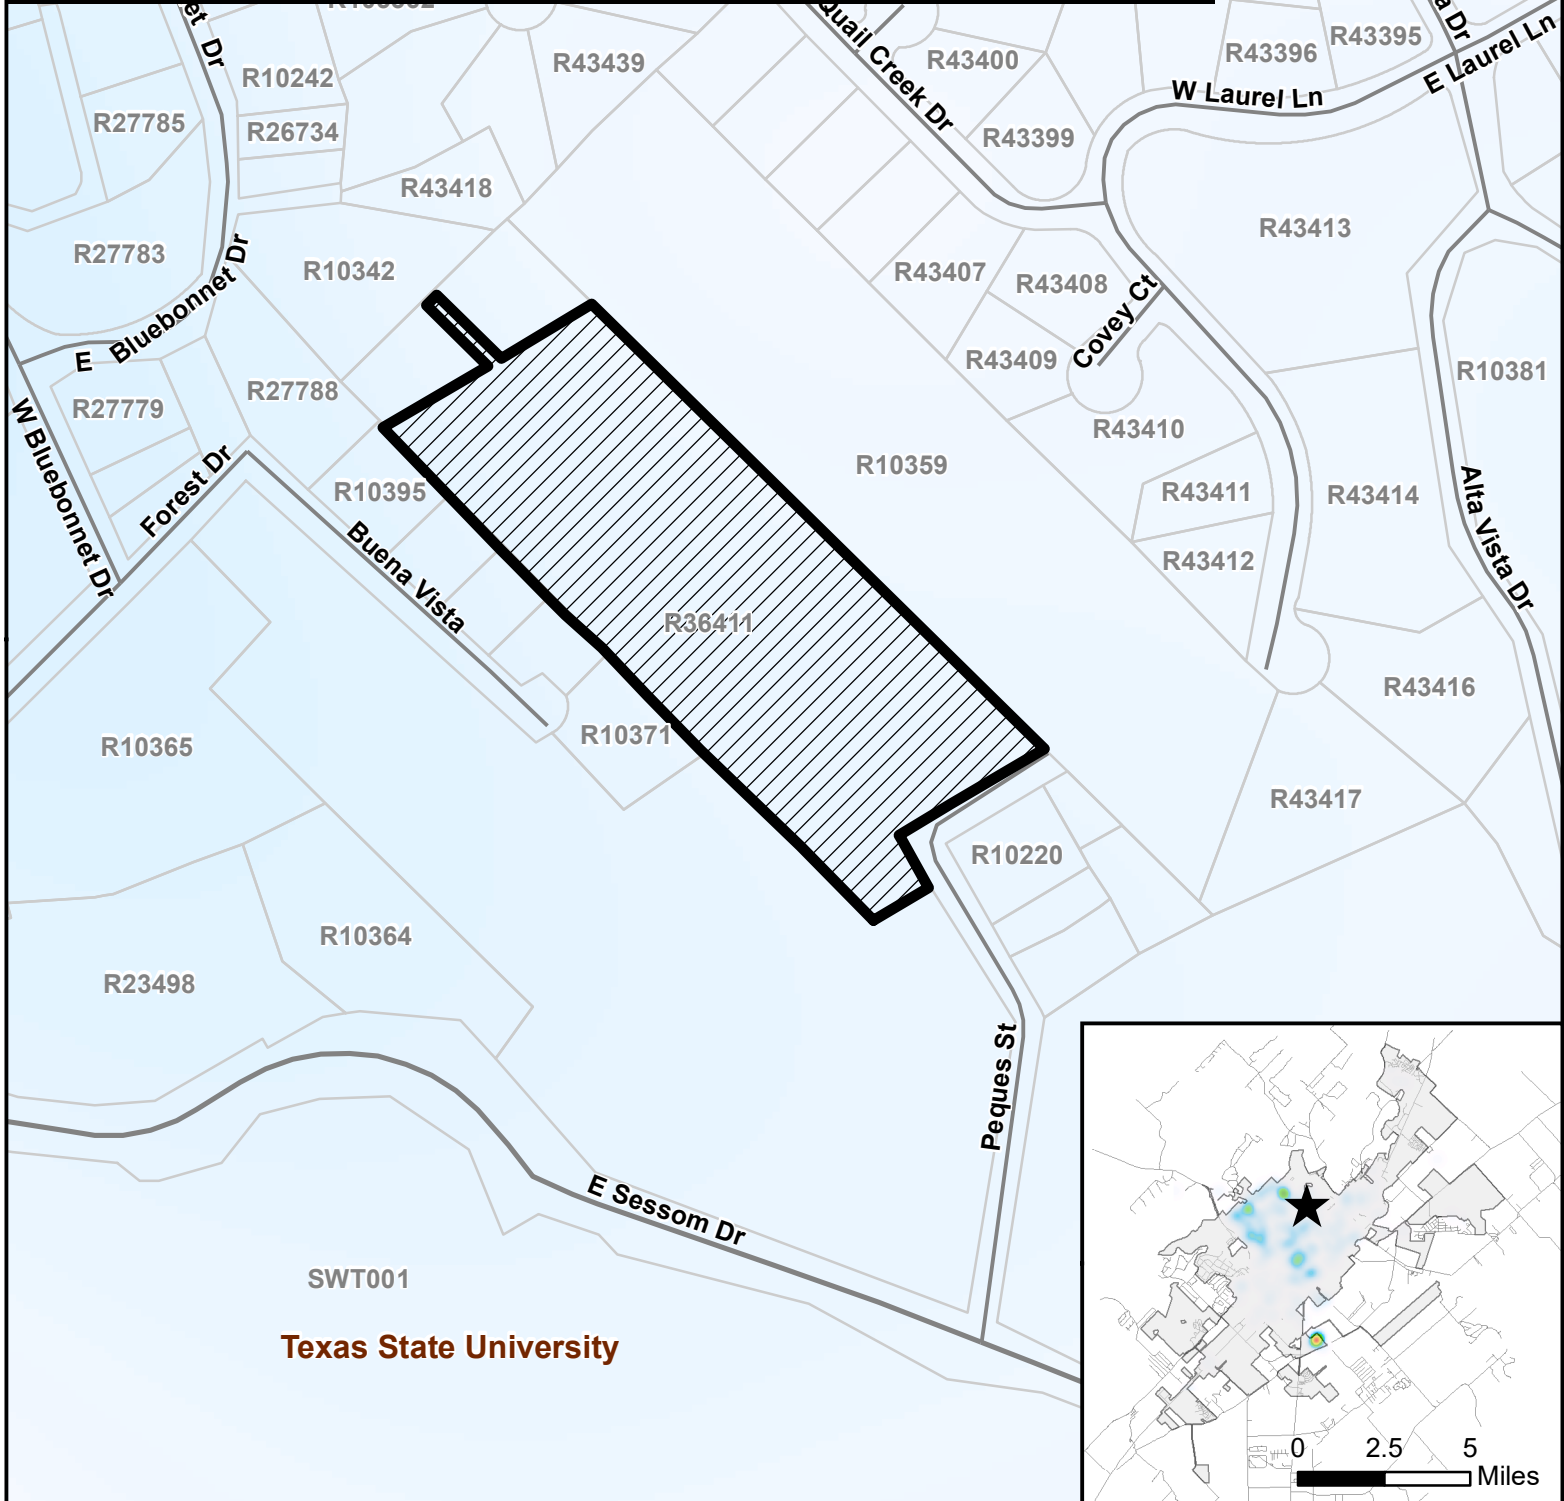 et Dr
R10242
R43439
Quail Creek Dr
R43400
R43396
R43395
a Dr
E Laurel Ln
W Laurel Ln
R27785
R26734
R43399
R43418
R27783
R10342
E Bluebonnet Dr
R43413
R43407
R43408
Covey Ct
R43409
R10381
R27779
R27788
W Bluebonnet Dr
Forest Dr
R43410
R10359
R10395
R43411
R43414
Alta Vista Dr
Buena Vista
R43412
R36411
R43416
R10365
R10371
R43417
R10220
R10364
R23498
Peques St
E Sessom Dr
SWT001
Texas State University
0 2.5 5
Miles